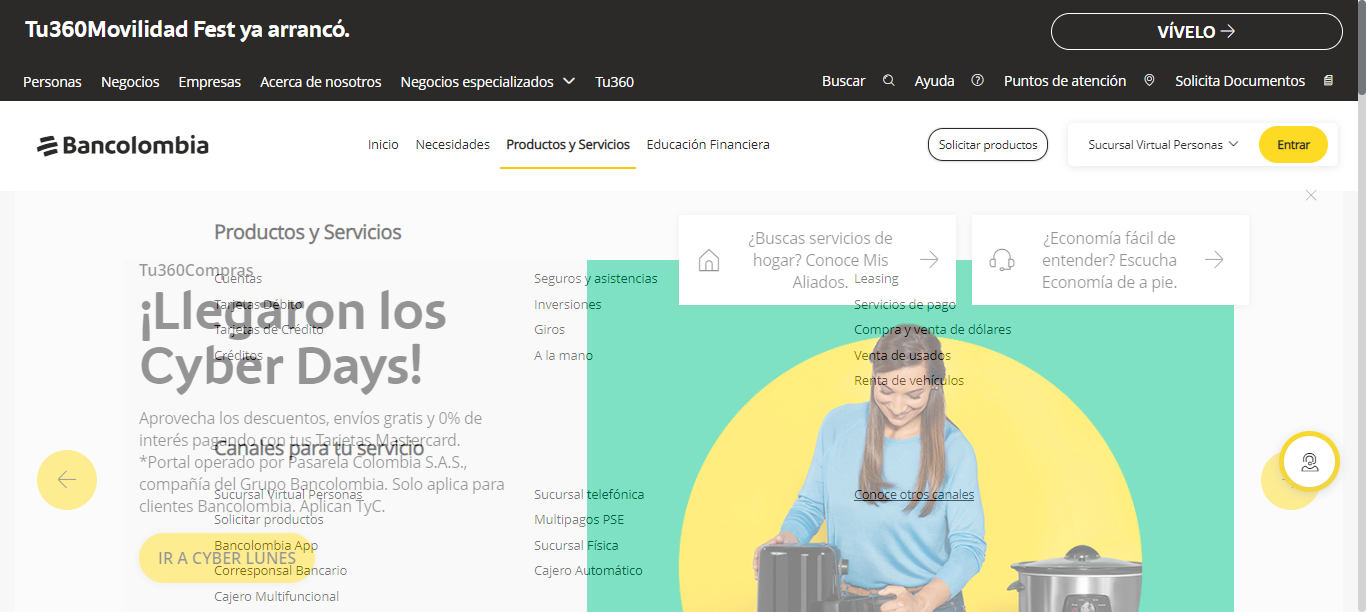 Tu360Movilidad Fest ya arrancó.
VÍVELO
Personas Negocios Empresas Acerca de nosotros Negocios especializados Tu360
Buscar Ayuda Puntos de atención Solicita Documentos
Bancolombia
Inicio Necesidades Productos y Servicios Educación Financiera
Solicitar productos
Sucursal Virtual Personas
Entrar
Productos y Servicios
¿Buscas servicios de
hogar? Conoce Mis
Aliados.
¿Economía fácil de
entender? Escucha
Economía de a pie.
Cuentas
Tarjetas Débito
Tarjetas de Crédito
Créditos
Seguros y asistencias
Inversiones
Giros
A la mano
Leasing
Servicios de pago
Compra y venta de dólares
Venta de usados
Renta de vehículos
Canales para tu servicio
Sucursal Virtual Personas
Solicitar productos
Bancolombia App
Corresponsal Bancario
Cajero Multifuncional
Sucursal telefónica
Multipagos PSE
Sucursal Física
Cajero Automático
Conoce otros canales
Tu360Compras
¡Llegaron los
Cyber Days!
Aprovecha los descuentos, envíos gratis y 0% de
interés pagando con tus Tarjetas Mastercard.
*Portal operado por Pasarela Colombia S.A.S.,
compañía del Grupo Bancolombia. Solo aplica para
clientes Bancolombia. Aplican TyC.
IR A CYBER LUNES